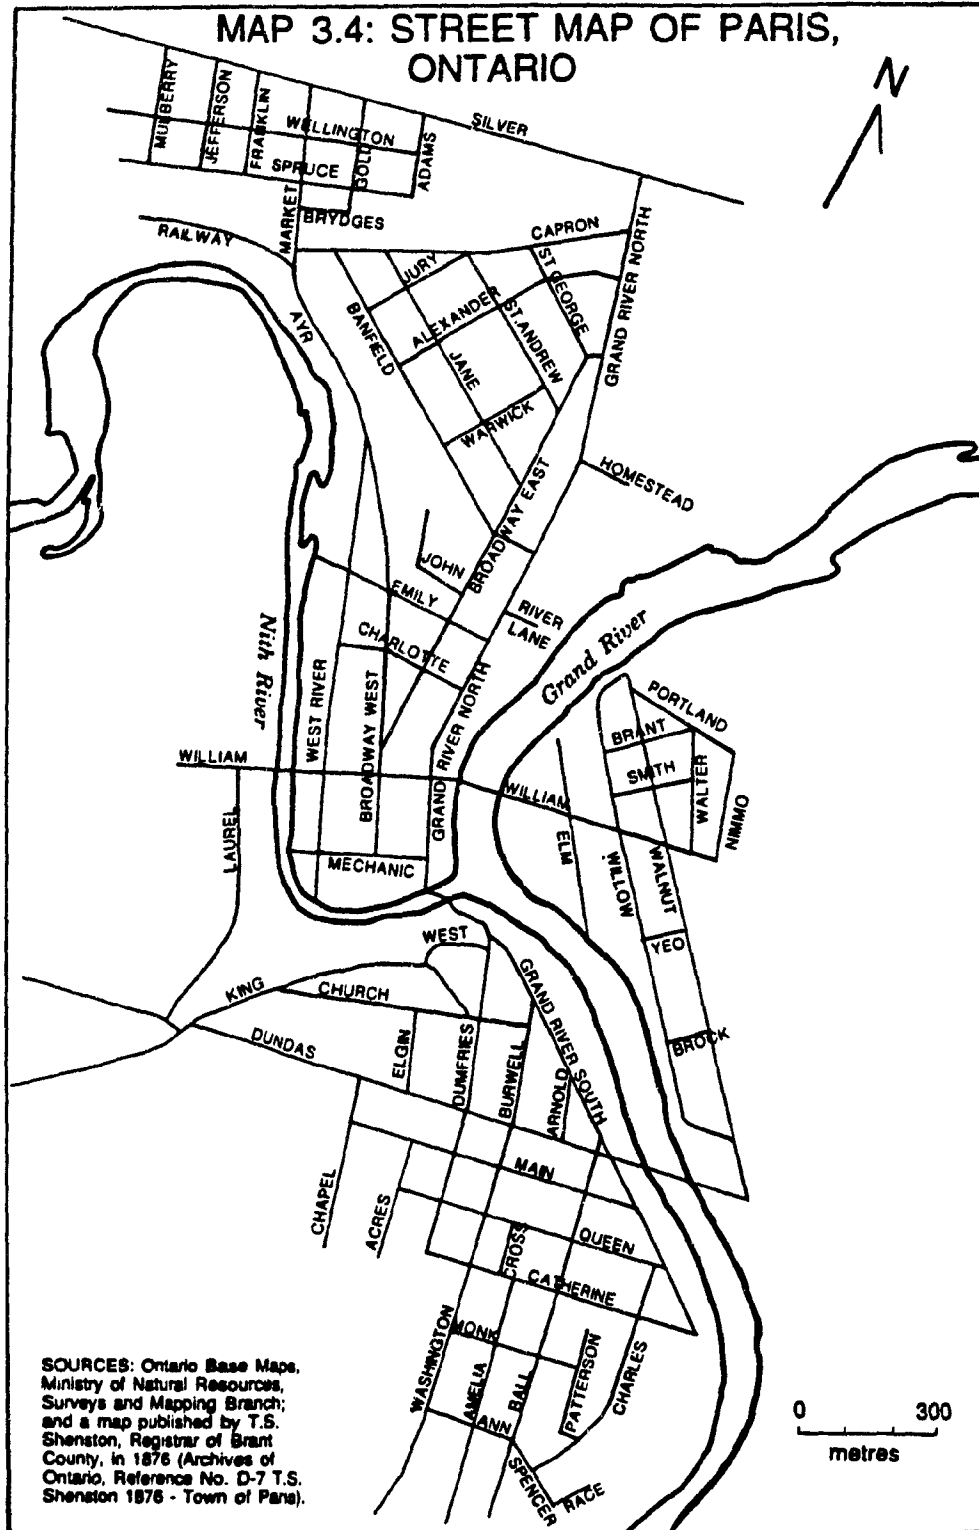 MAP 3.4: STREET MAP OF PARIS,
ONTARIO
N
MULBERRY
JEFFERSON
FRANKLIN
WELLINGTON
GOLD
ADAMS
SILVER
SPRUCE
MARKET
BRYDGES
RAILWAY
CAPRON
GRAND RIVER NORTH
ST. GEORGE
JURY
AYR
BANFIELD
ALEXANDER
ST. ANDREW
JANE
WARWICK
HOMESTEAD
BROADWAY EAST
JOHN
EMILY
RIVER
LANE
CHARLOTTE
Nith River
Grand River
WEST RIVER
BROADWAY WEST
GRAND RIVER NORTH
PORTLAND
BRANT
SMITH
WALTER
NIMMO
WILLIAM
WILLIAM
LAUREL
MECHANIC
ELM
WILLOW
WALNUT
YEO
WEST
KING
CHURCH
GRAND RIVER SOUTH
BROCK
DUNDAS
ELGIN
DUMFRIES
BURWELL
ARNOLD
MAIN
CHAPEL
ACRES
CROSS
QUEEN
CATHERINE
WASHINGTON
MONK
AMELIA
BALL
PATTERSON
CHARLES
ANN
SPENCER
RACE
SOURCES: Ontario Base Maps,
Ministry of Natural Resources,
Surveys and Mapping Branch;
and a map published by T.S.
Shenston, Registrar of Brant
County, in 1876 (Archives of
Ontario, Reference No. D-7 T.S.
Shenston 1876 - Town of Paris).
0 300
metres